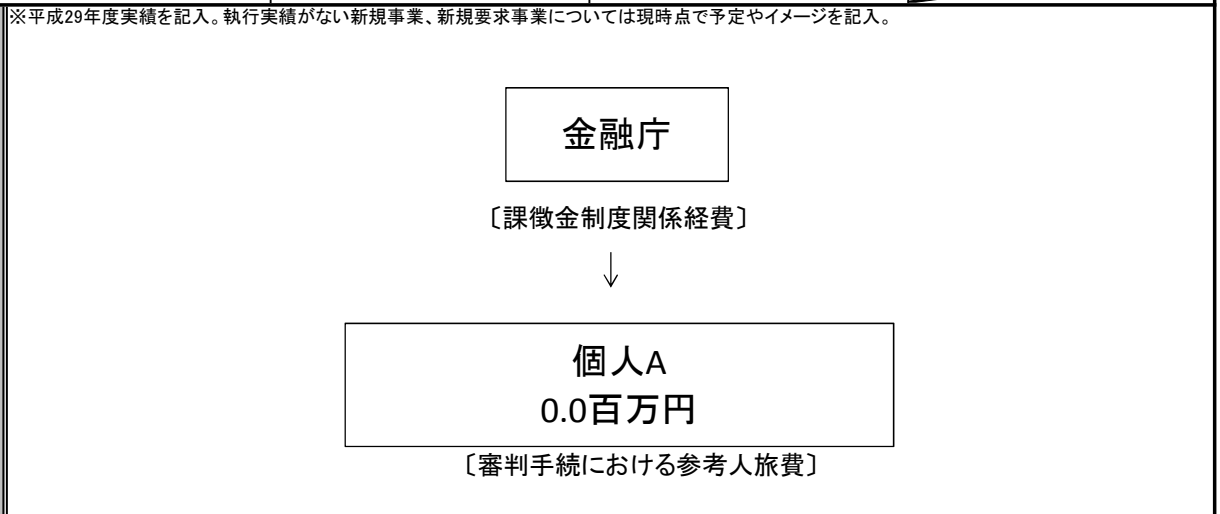 ※平成29年度実績を記入。執行実績がない新規事業、新規要求事業については現時点で予定やイメージを記入。
金融庁
〔課徴金制度関係経費〕
↓
個人A
0.0百万円
〔審判手続における参考人旅費〕